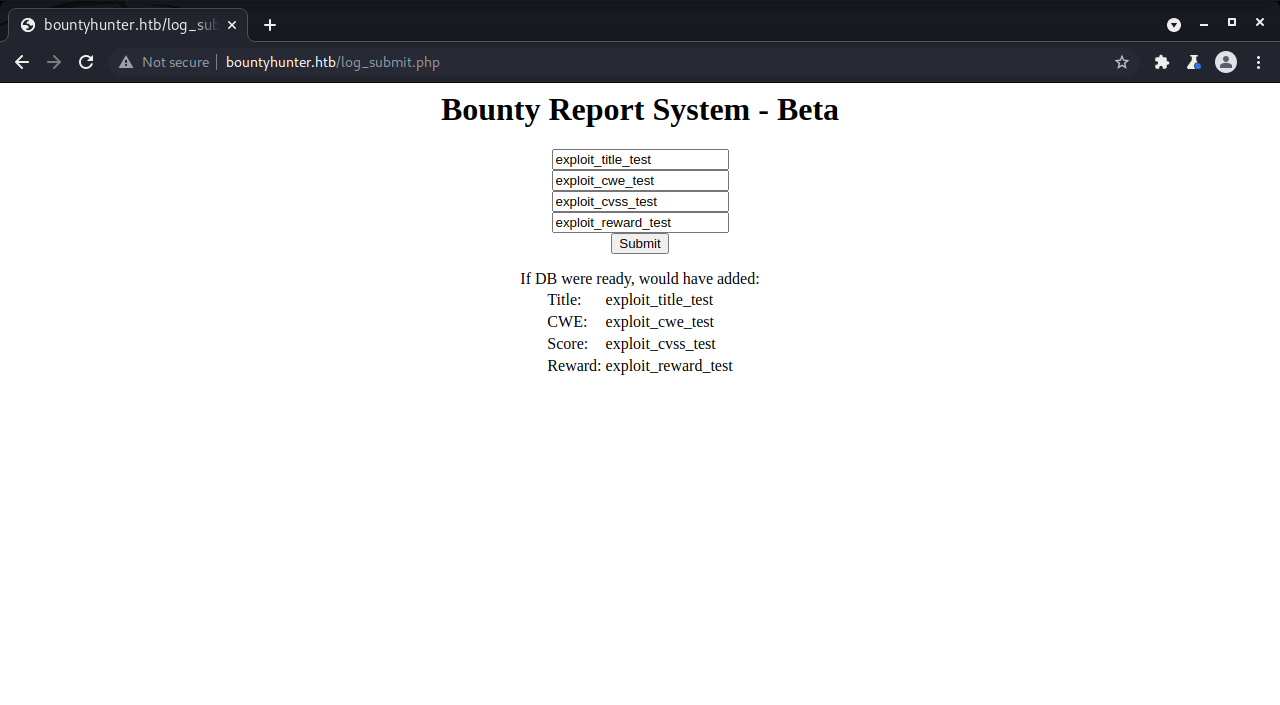 bountyhunter.htb/log_sub
Not secure
bountyhunter.htb/log_submit.php
Bounty Report System - Beta
exploit_title_test
exploit_cwe_test
exploit_cvss_test
exploit_reward_test
Submit
If DB were ready, would have added:
Title: exploit_title_test
CWE: exploit_cwe_test
Score: exploit_cvss_test
Reward: exploit_reward_test